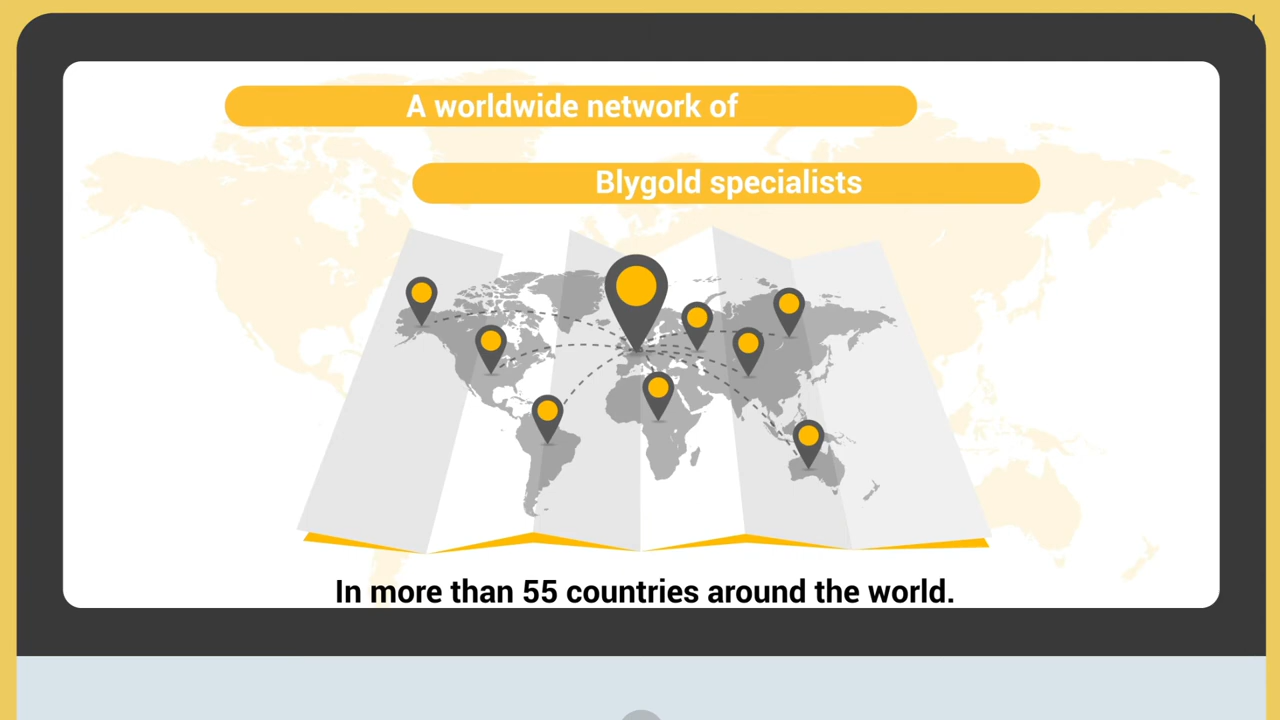 A worldwide network of
Blygold specialists
In more than 55 countries around the world.